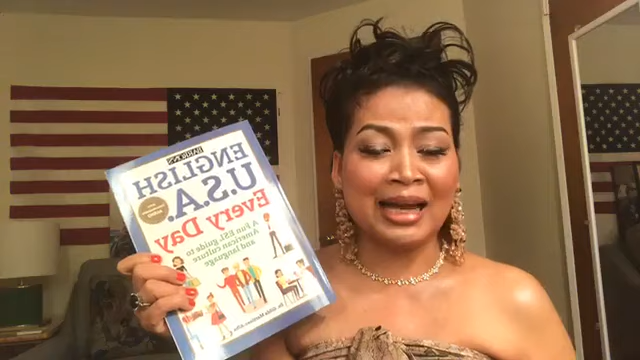 BARRON'S
ENGLISH
U.S.A.
Every Day
A Fun ESL guide to
American culture
and language